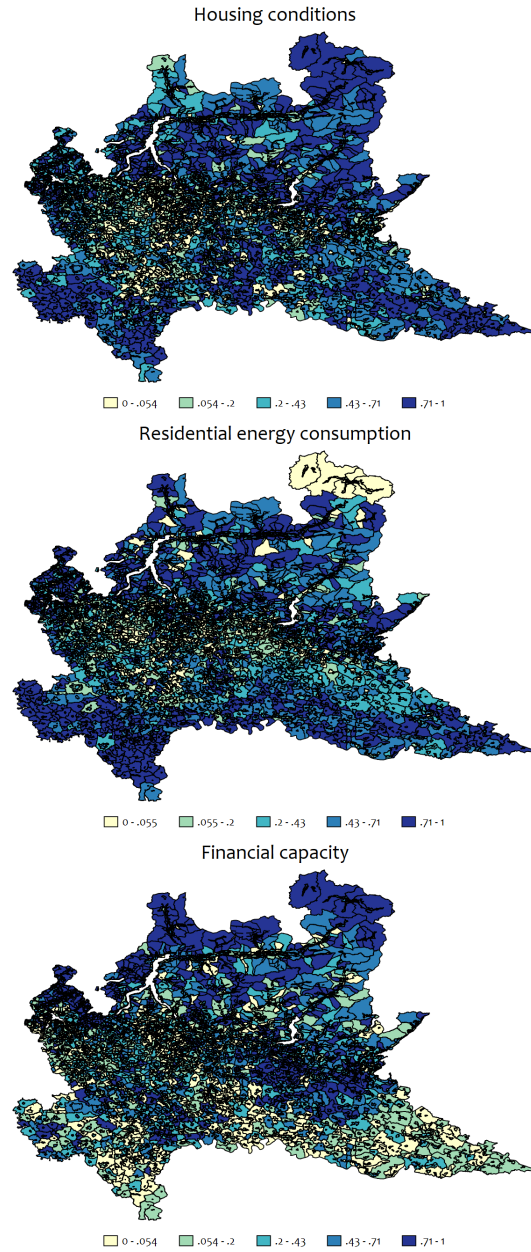 Housing conditions
0 - .054 .054 - .2 .2 - .43 .43 - .71 .71 - 1
Residential energy consumption
0 - .055 .055 - .2 .2 - .43 .43 - .71 .71 - 1
Financial capacity
0 - .054 .054 - .2 .2 - .43 .43 - .71 .71 - 1